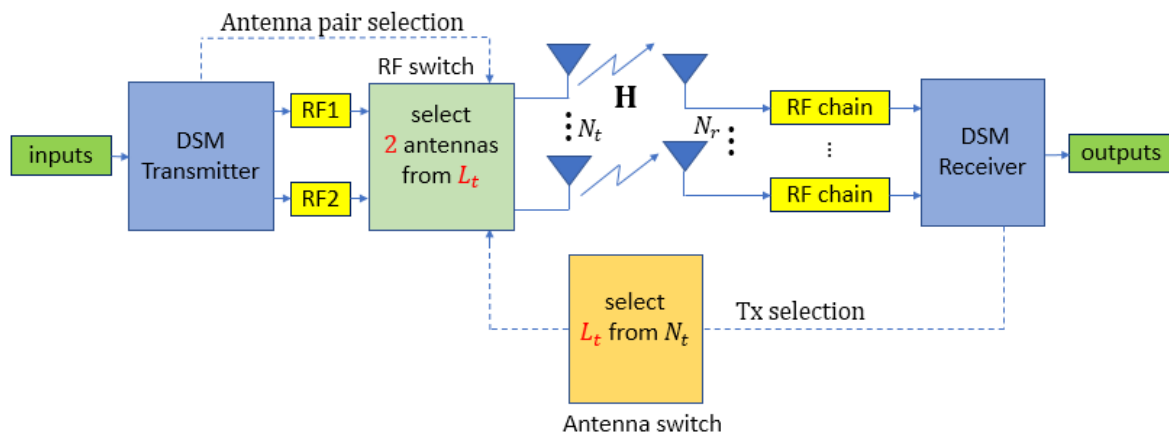 Antenna pair selection
RF switch
inputs
DSM
Transmitter
RF1
RF2
select
2 antennas
from L_t
N_t
H
N_r
RF chain
RF chain
DSM
Receiver
outputs
select
L_t from N_t
Tx selection
Antenna switch